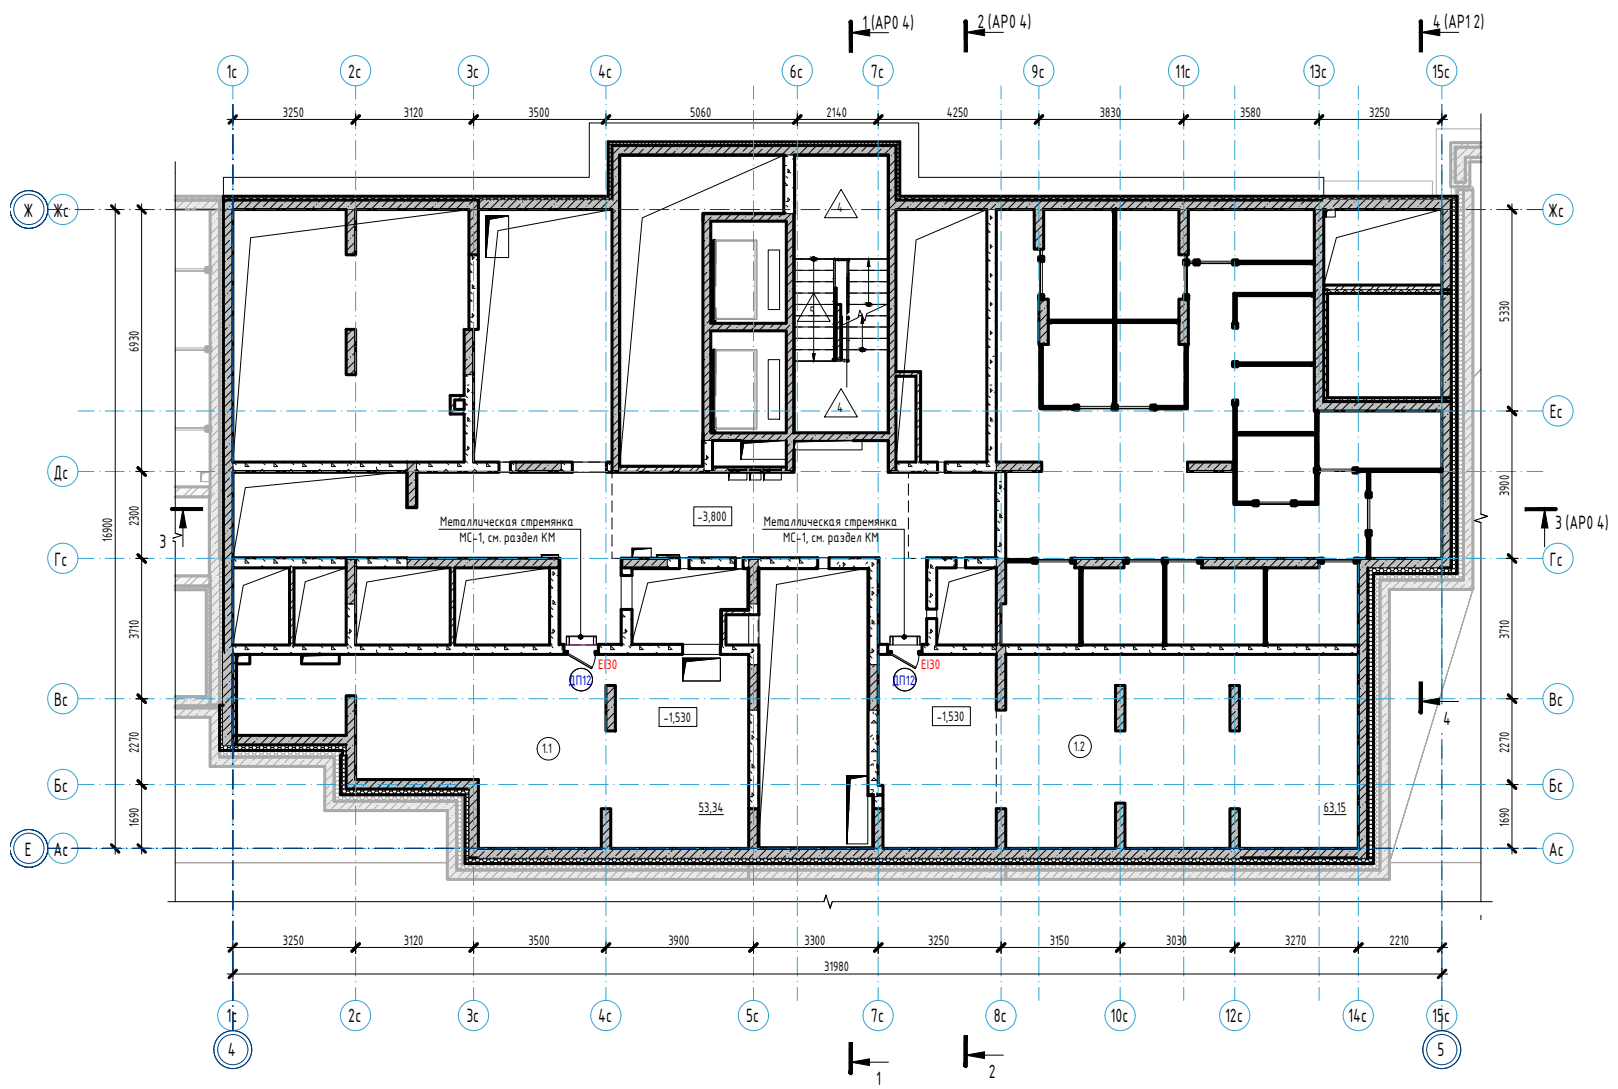 1 (АР0 4)
2 (АР0 4)
4 (АР1 2)
1с
2с
3с
4с
6с
7с
9с
11с
13с
15с
3250
3120
3500
5060
2140
4250
3830
3580
3250
Ж
Жс
Жс
4
6930
5330
5
4
Ес
Дс
16900
2300
3900
-3,800
Металлическая стремянка
МС-1, см. раздел КМ
Металлическая стремянка
МС-1, см. раздел КМ
3
3 (АР0 4)
Гс
Гс
3710
3710
EI30
EI30
ДП12
ДП12
Вс
Вс
-1,530
-1,530
4
2270
2270
1.1
1.2
Бс
Бс
53,34
63,15
1690
1690
Е
Ас
Ас
3250
3120
3500
3900
3300
3250
3150
3030
3270
2210
31980
1с
2с
3с
4с
5с
7с
8с
10с
12с
14с
15с
4
5
1
2